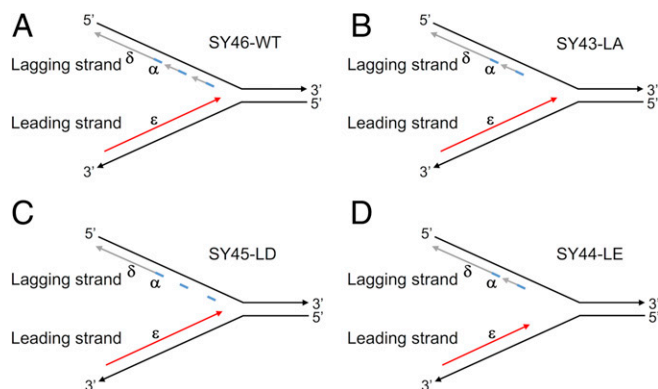 A
5'
SY46-WT
δ
Lagging strand
α
3'
5'
Leading strand
ε
3'
B
5'
SY43-LA
δ
Lagging strand
α
3'
5'
Leading strand
ε
3'
C
5'
SY45-LD
δ
Lagging strand
α
3'
5'
Leading strand
ε
3'
D
5'
SY44-LE
δ
Lagging strand
α
3'
5'
Leading strand
ε
3'